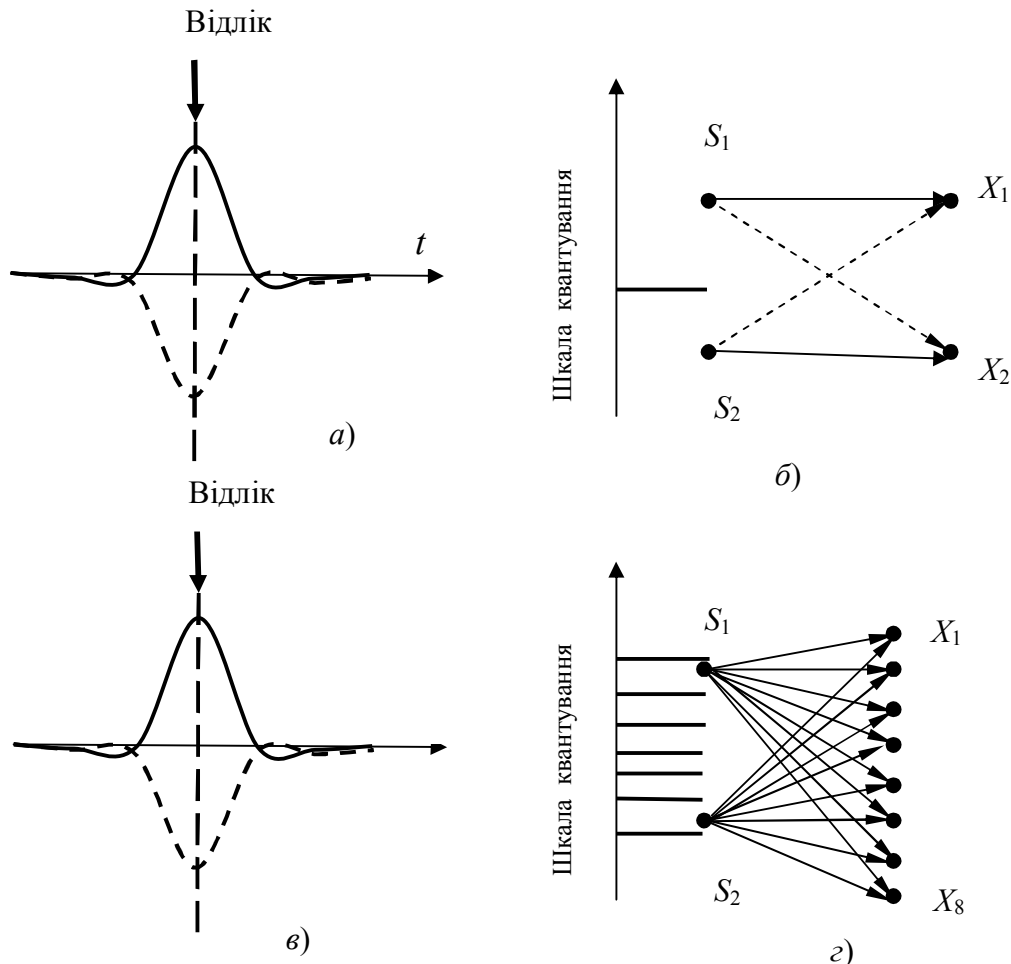 Відлік
t
а)
Шкала квантування
S1
S2
X1
X2
б)
Відлік
в)
Шкала квантування
S1
S2
X1
X8
г)